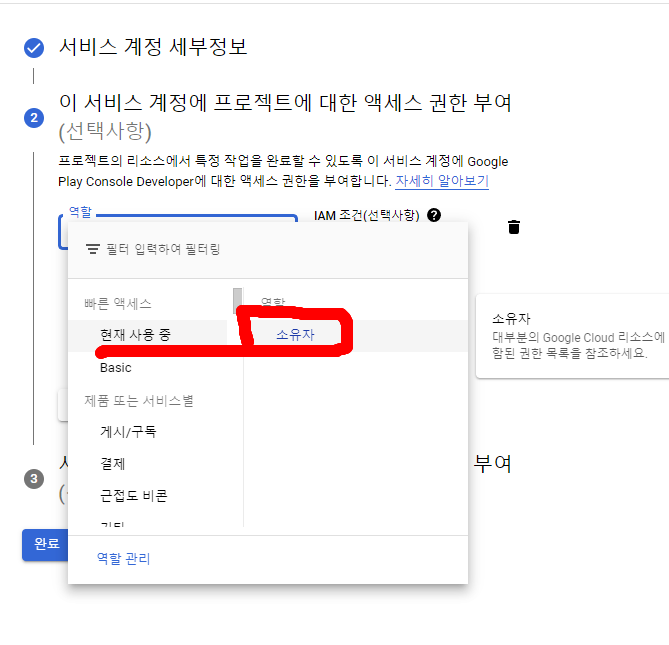 서비스 계정 세부정보
2
이 서비스 계정에 프로젝트에 대한 액세스 권한 부여
(선택사항)
프로젝트의 리소스에서 특정 작업을 완료할 수 있도록 이 서비스 계정에 Google
Play Console Developer에 대한 액세스 권한을 부여합니다. 자세히 알아보기
역할
IAM 조건(선택사항) ?
필터 입력하여 필터링
빠른 액세스
역할
현재 사용 중
소유자
Basic
제품 또는 서비스별
게시/구독
결제
근접도 비콘
기타
역할 관리
소유자
대부분의 Google Cloud 리소스에
함된 권한 목록을 참조하세요.
3
부여
완료